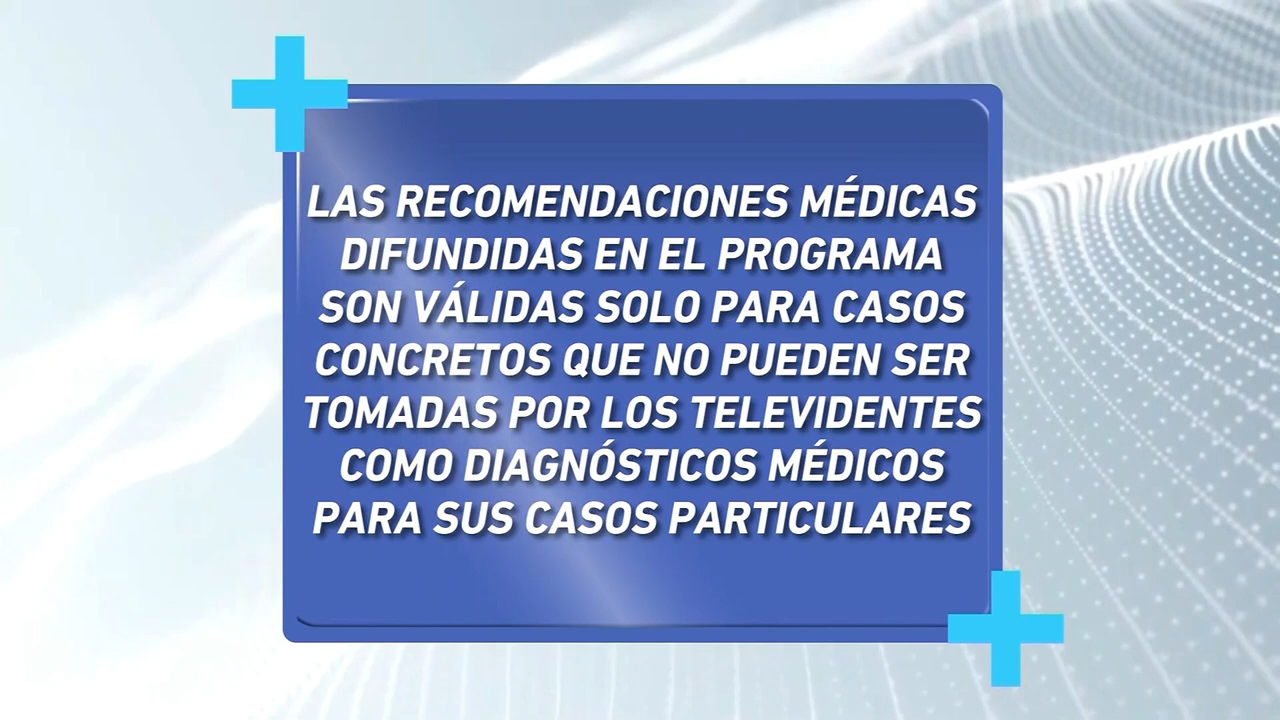 LAS RECOMENDACIONES MÉDICAS
DIFUNDIDAS EN EL PROGRAMA
SON VÁLIDAS SOLO PARA CASOS
CONCRETOS QUE NO PUEDEN SER
TOMADAS POR LOS TELEVIDENTES
COMO DIAGNÓSTICOS MÉDICOS
PARA SUS CASOS PARTICULARES